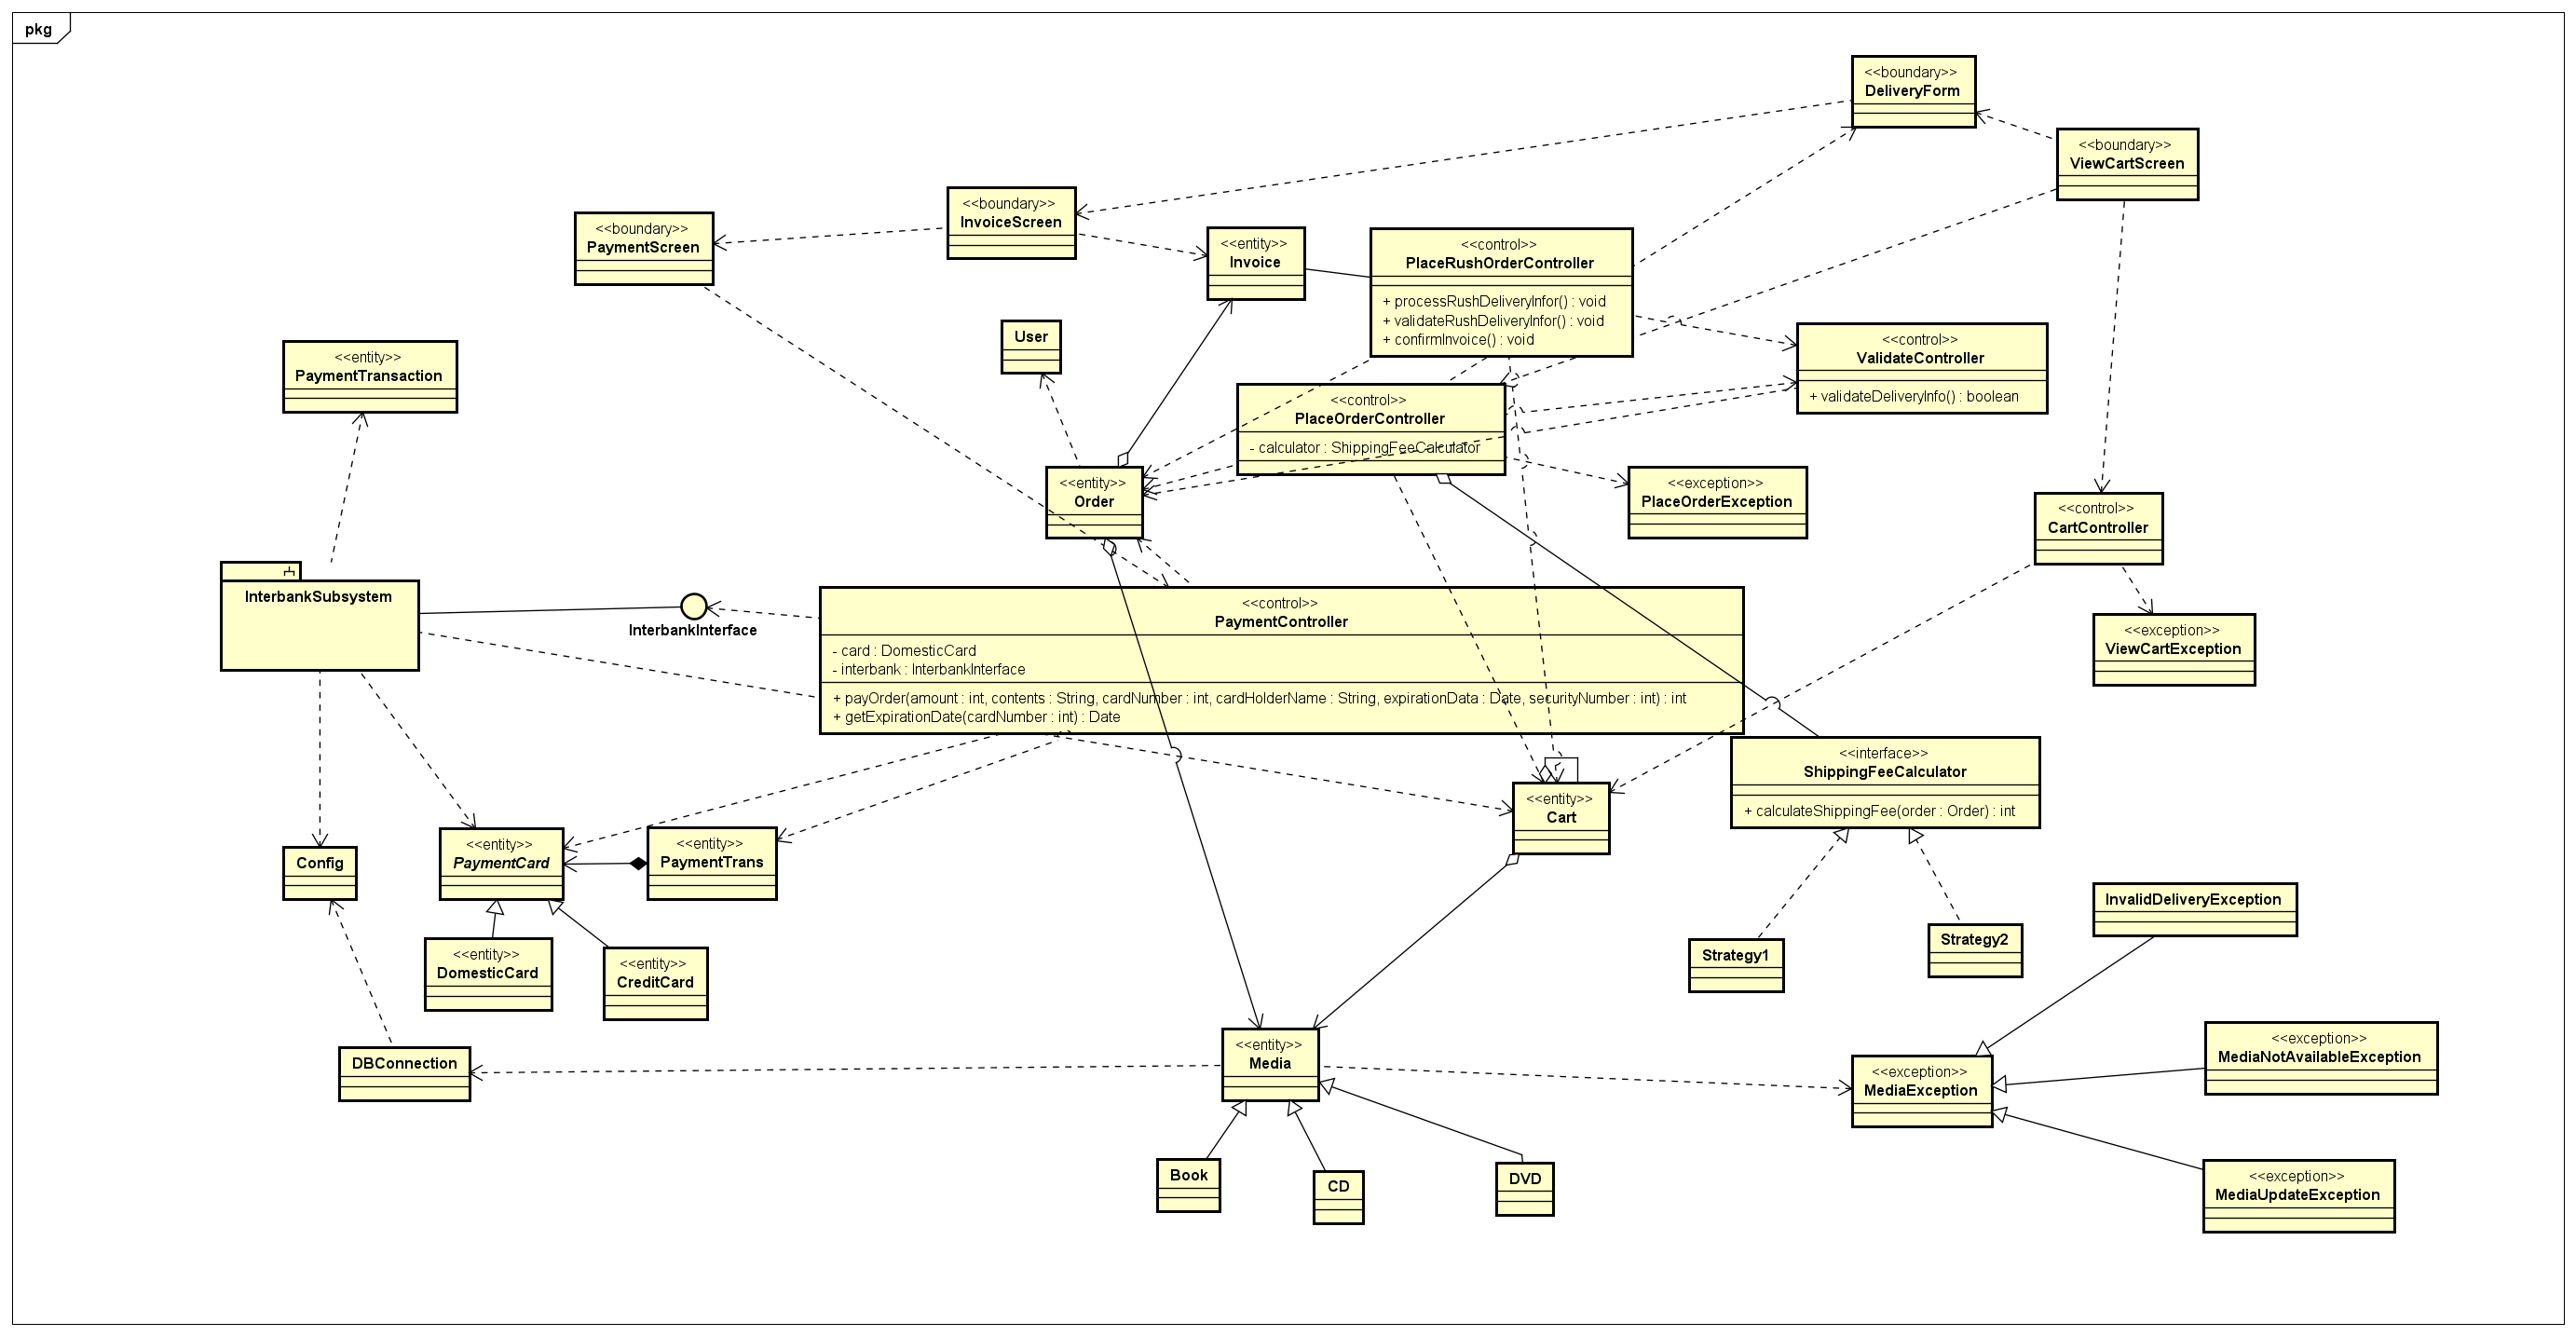 pkg
<<boundary>>
DeliveryForm
<<boundary>>
ViewCartScreen
<<boundary>>
InvoiceScreen
<<boundary>>
PaymentScreen
<<entity>>
Invoice
<<control>>
PlaceRushOrderController
+ processRushDeliveryInfor() : void
+ validateRushDeliveryInfor() : void
+ confirmInvoice() : void
User
<<control>>
ValidateController
+ validateDeliveryInfo() : boolean
<<entity>>
PaymentTransaction
<<control>>
PlaceOrderController
- calculator : ShippingFeeCalculator
<<entity>>
Order
<<exception>>
PlaceOrderException
<<control>>
CartController
InterbankSubsystem
InterbankInterface
<<control>>
PaymentController
- card : DomesticCard
- interbank : InterbankInterface
+ payOrder(amount : int, contents : String, cardNumber : int, cardHolderName : String, expirationData : Date, securityNumber : int) : int
+ getExpirationDate(cardNumber : int) : Date
<<exception>>
ViewCartException
<<interface>>
ShippingFeeCalculator
+ calculateShippingFee(order : Order) : int
<<entity>>
Cart
Config
<<entity>>
PaymentCard
<<entity>>
PaymentTrans
InvalidDeliveryException
Strategy1
Strategy2
<<entity>>
DomesticCard
<<entity>>
CreditCard
DBConnection
<<entity>>
Media
<<exception>>
MediaException
<<exception>>
MediaNotAvailableException
Book
CD
DVD
<<exception>>
MediaUpdateException